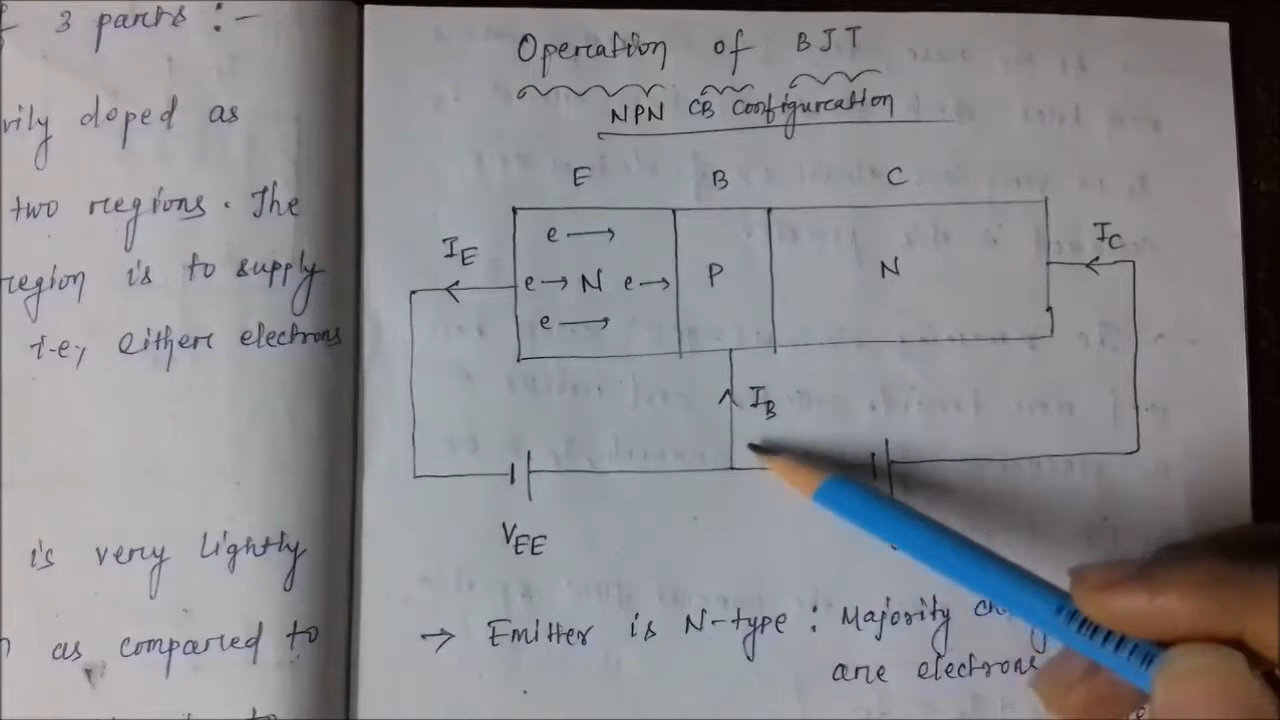 3 parts :-
doped as
two regions. The
region is to supply
i.e, either electrons
is very lightly
as compared to
Operation of BJT
NPN CB Configuration
E B C
IE e → IC
e → N e → P N
e →
IB
VEE
→ Emitter is N-type : Majority
are electrons